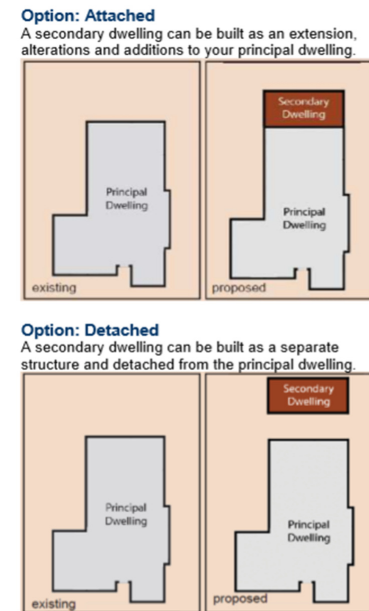 Option: Attached
A secondary dwelling can be built as an extension,
alterations and additions to your principal dwelling.
Secondary
Dwelling
Principal
Dwelling
Principal
Dwelling
existing
proposed
Option: Detached
A secondary dwelling can be built as a separate
structure and detached from the principal dwelling.
Secondary
Dwelling
Principal
Dwelling
Principal
Dwelling
existing
proposed